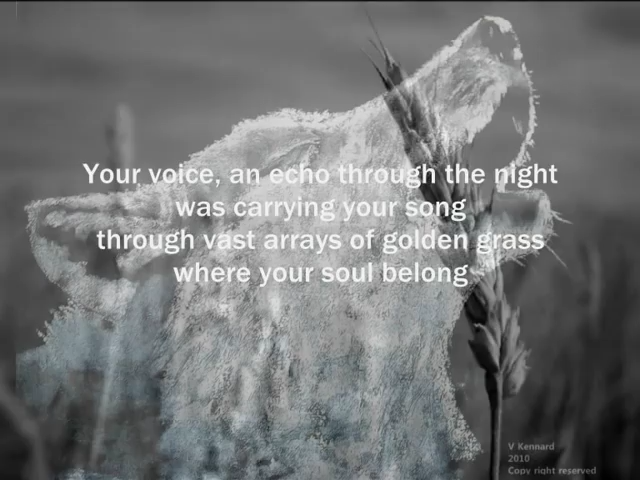 Your voice, an echo through the night
was carrying your song
through vast arrays of golden grass
where your soul belong
V Kennard
2010
Copy right reserved